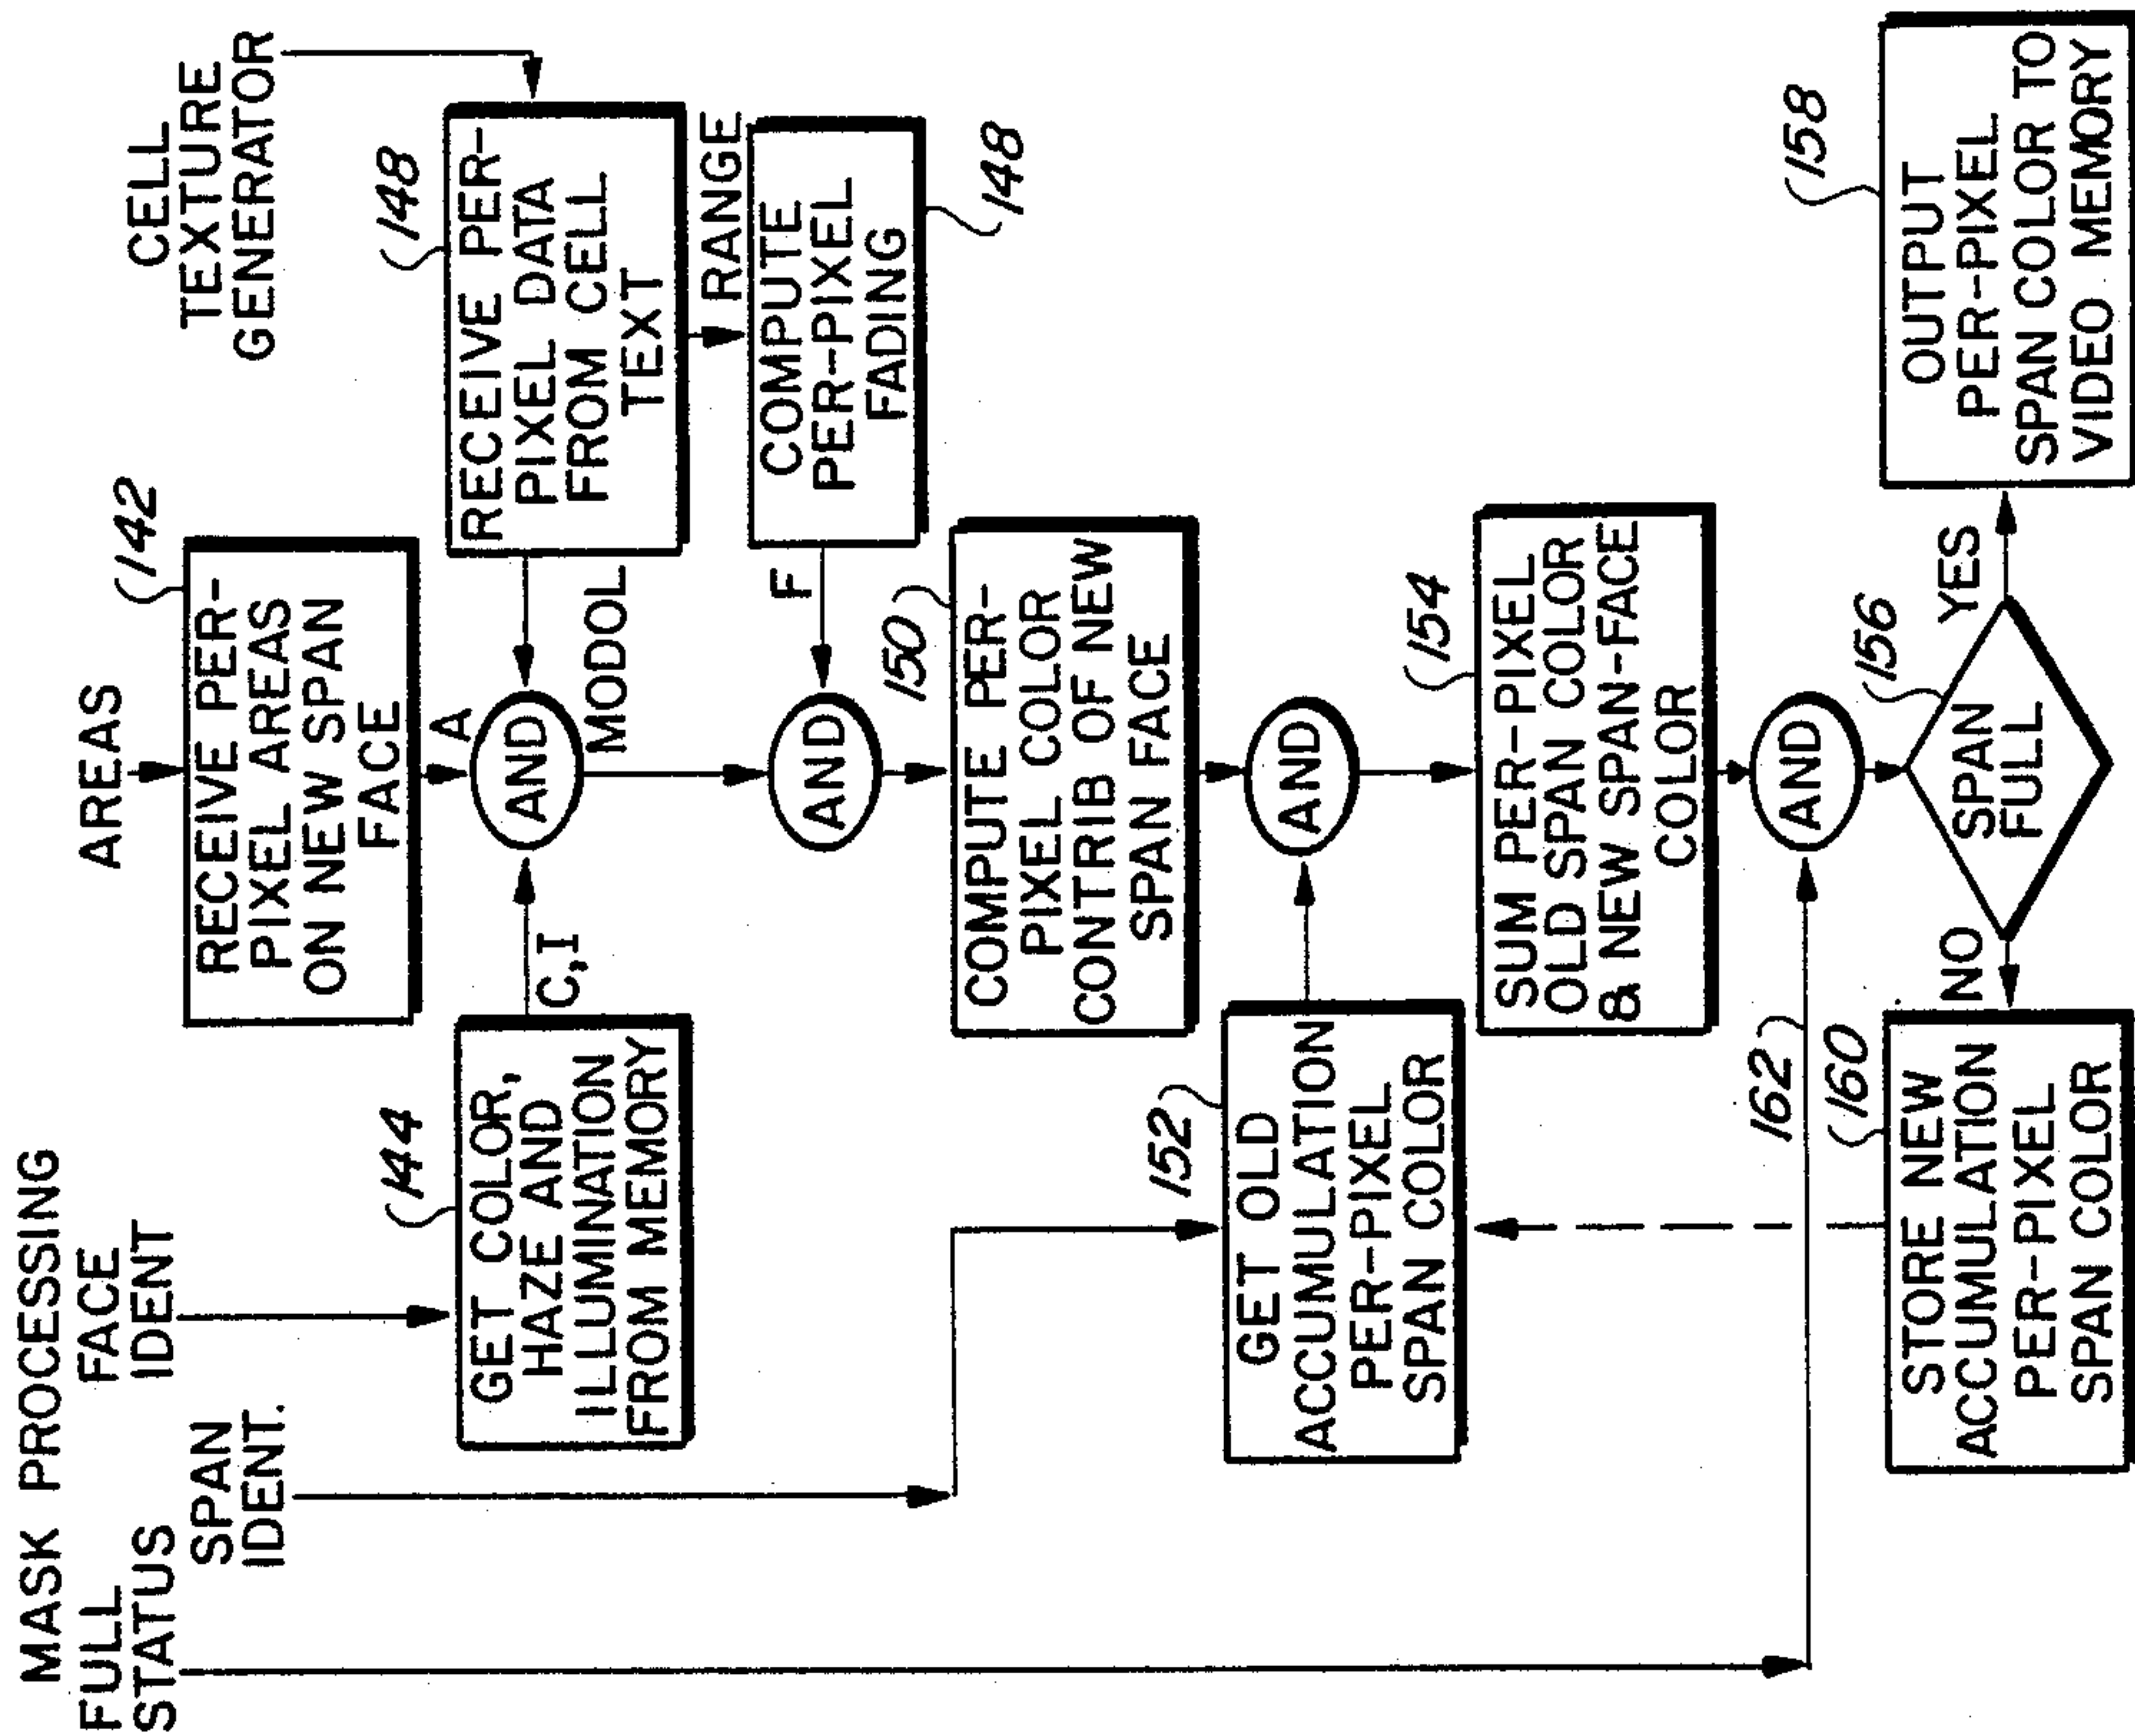 MASK PROCESSING
FULL
STATUS
SPAN
IDENT.
FACE
IDENT
AREAS
CELL
TEXTURE
GENERATOR
142
RECEIVE PER-
PIXEL AREAS
ON NEW SPAN
FACE
144
GET COLOR,
HAZE AND
ILLUMINATION
FROM MEMORY
C,I
A
AND
MODOL
148
RECEIVE PER-
PIXEL DATA
FROM CELL
TEXT
RANGE
COMPUTE
PER-PIXEL
FADING
148
F
AND
150
COMPUTE PER-
PIXEL COLOR
CONTRIB OF NEW
SPAN FACE
152
GET OLD
ACCUMULATION
PER-PIXEL
SPAN COLOR
AND
154
SUM PER-PIXEL
OLD SPAN COLOR
& NEW SPAN-FACE
COLOR
162
AND
156
SPAN
FULL
NO
YES
160
STORE NEW
ACCUMULATION
PER-PIXEL
SPAN COLOR
158
OUTPUT
PER-PIXEL
SPAN COLOR TO
VIDEO MEMORY